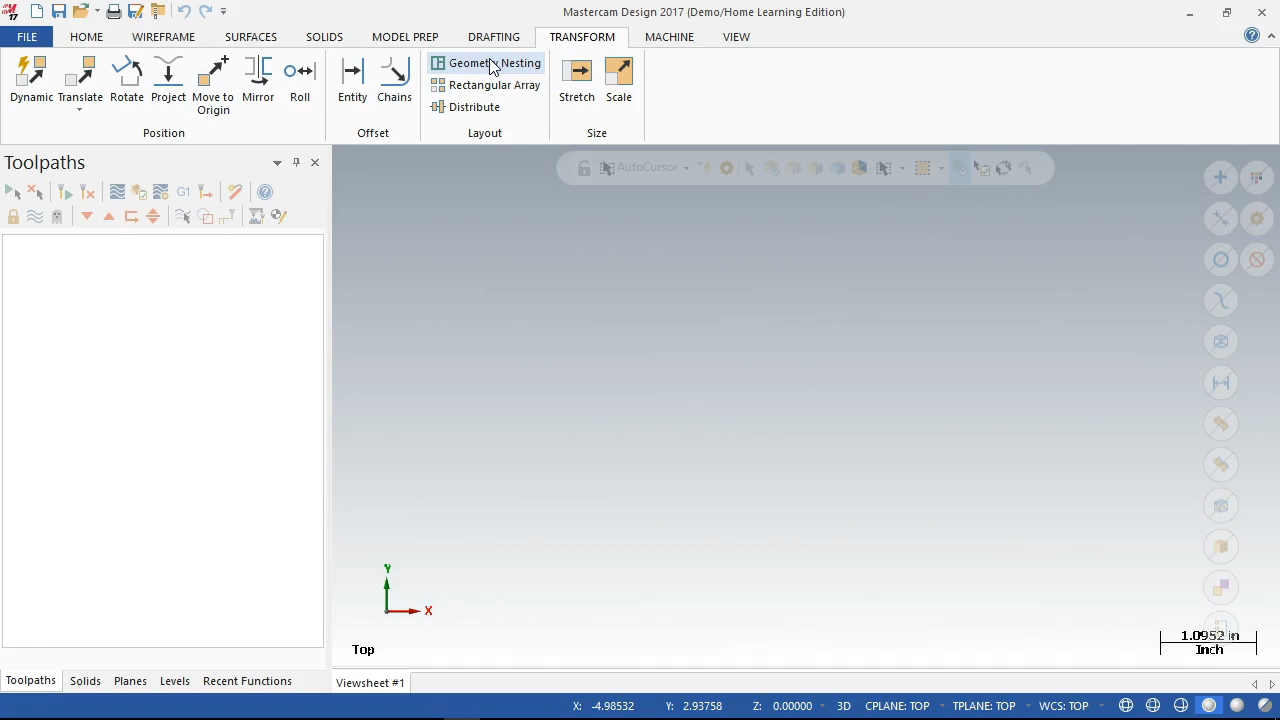 17
Mastercam Design 2017 (Demo/Home Learning Edition)
FILE HOME WIREFRAME SURFACES SOLIDS MODEL PREP DRAFTING TRANSFORM MACHINE VIEW
Dynamic Translate Rotate Project Move to Origin Mirror Roll
Position
Entity Chains
Offset
Geometry Nesting
Rectangular Array
Distribute
Layout
Stretch Scale
Size
Toolpaths
G1
AutoCursor
Y
X
Top
1.0952 in
Inch
Toolpaths Solids Planes Levels Recent Functions
Viewsheet #1
X: -4.98532 Y: 2.93758 Z: 0.00000 3D CPLANE: TOP TPLANE: TOP WCS: TOP